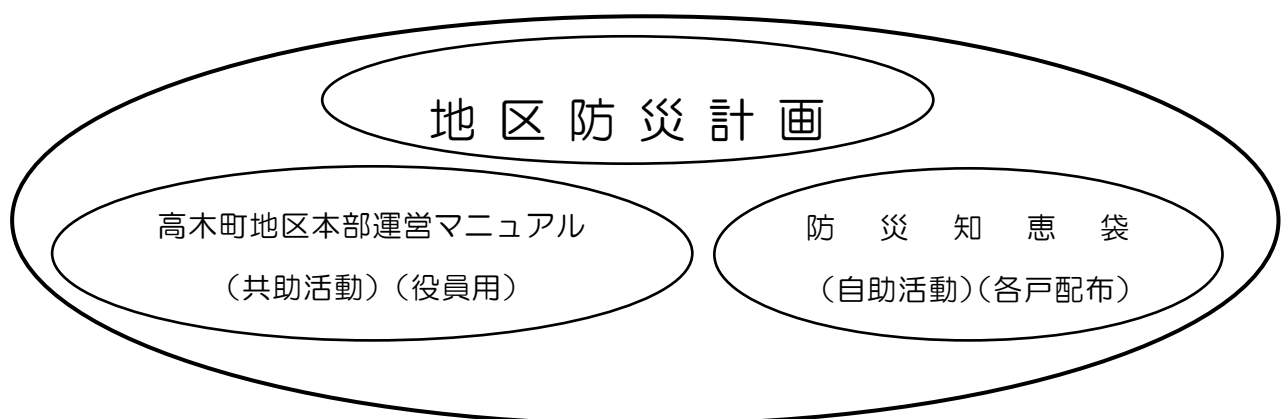 地区防災計画
高木町地区本部運営マニュアル
（共助活動）（役員用）
防災知恵袋
（自助活動）（各戸配布）